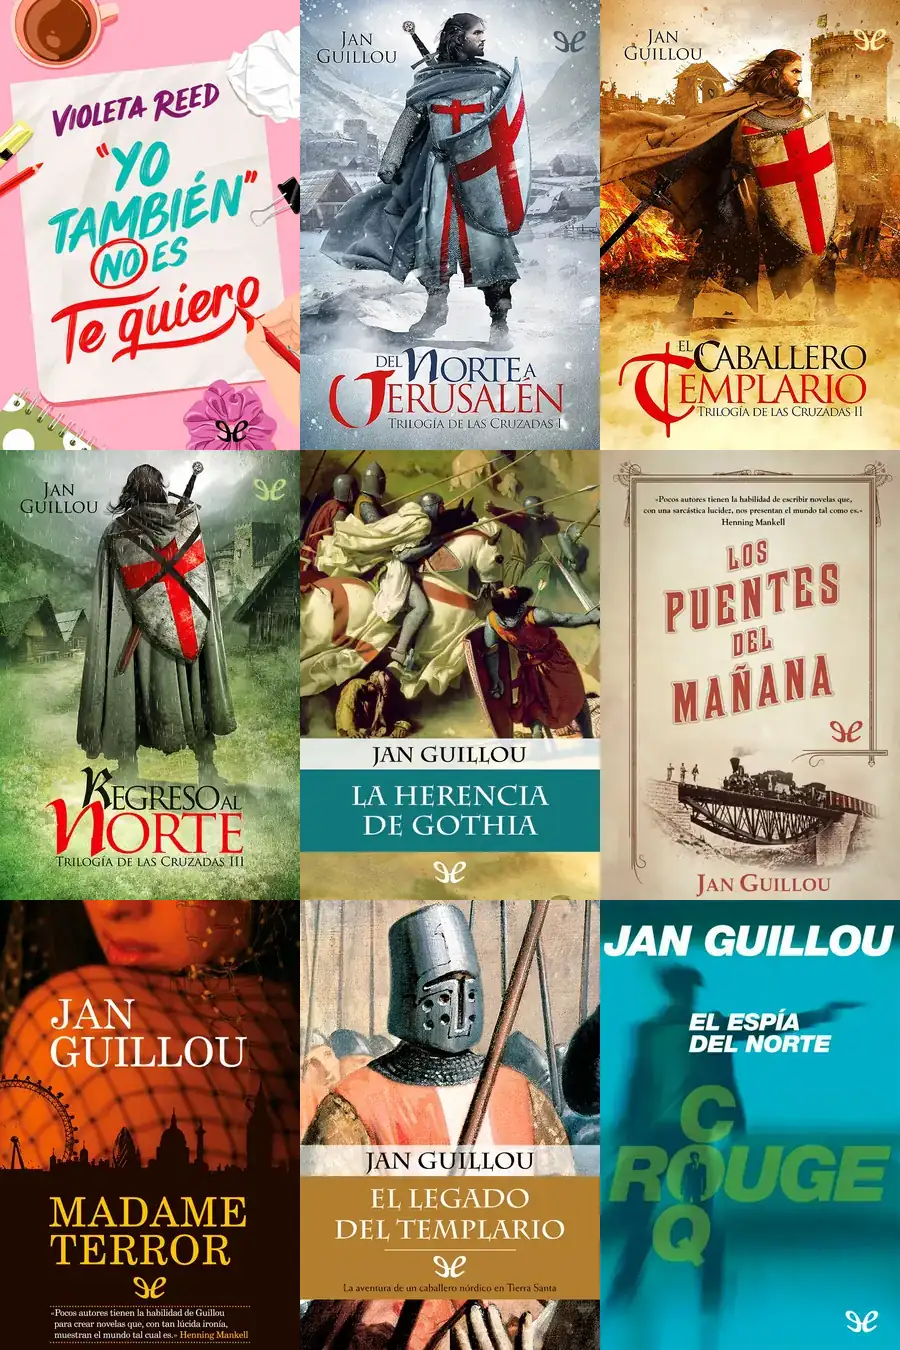 VIOLETA REED
"YO
TAMBIÉN"
NO ES
Te quiero
JAN
GUILLOU
DEL NORTE A
JERUSALÉN
TRILOGÍA DE LAS CRUZADAS I
JAN
GUILLOU
EL CABALLERO
TEMPLARIO
TRILOGÍA DE LAS CRUZADAS II
JAN
GUILLOU
REGRESO AL
NORTE
TRILOGÍA DE LAS CRUZADAS III
JAN GUILLOU
LA HERENCIA
DE GOTHIA
«Pocos autores tienen la habilidad de escribir novelas que,
con una sarcástica lucidez, nos presentan el mundo tal como es.»
Henning Mankell
LOS
PUENTES
DEL
MAÑANA
JAN GUILLOU
JAN
GUILLOU
MADAME
TERROR
«Pocos autores tienen la habilidad de Guillou
para crear novelas que, con tan lúcida ironía,
muestran el mundo tal cual es.» Henning Mankell
JAN GUILLOU
EL LEGADO
DEL TEMPLARIO
La aventura de un caballero nórdico en Tierra Santa
JAN GUILLOU
EL ESPÍA
DEL NORTE
COQ
ROUGE